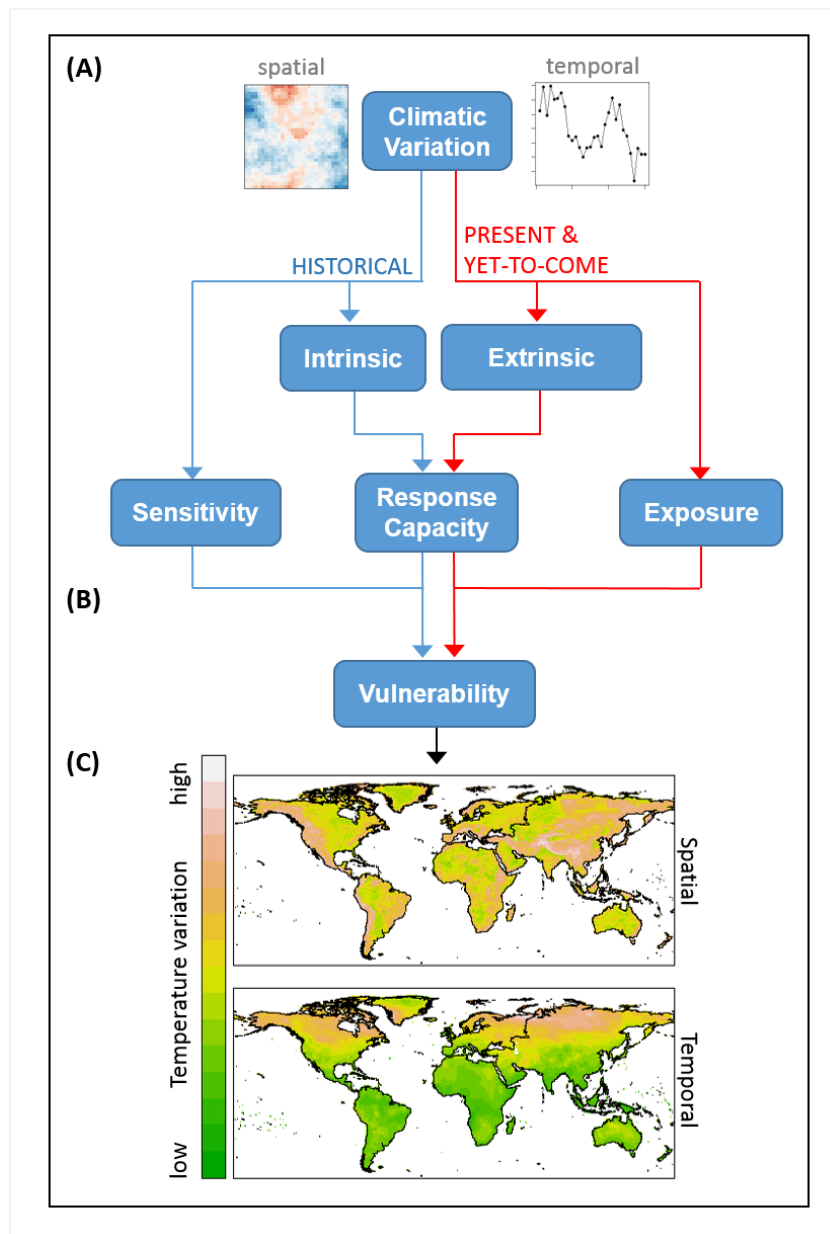 (A)
spatial
temporal
Climatic
Variation
HISTORICAL
PRESENT &
YET-TO-COME
Intrinsic
Extrinsic
Sensitivity
Response
Capacity
Exposure
(B)
Vulnerability
(C)
low Temperature variation high
Spatial
Temporal